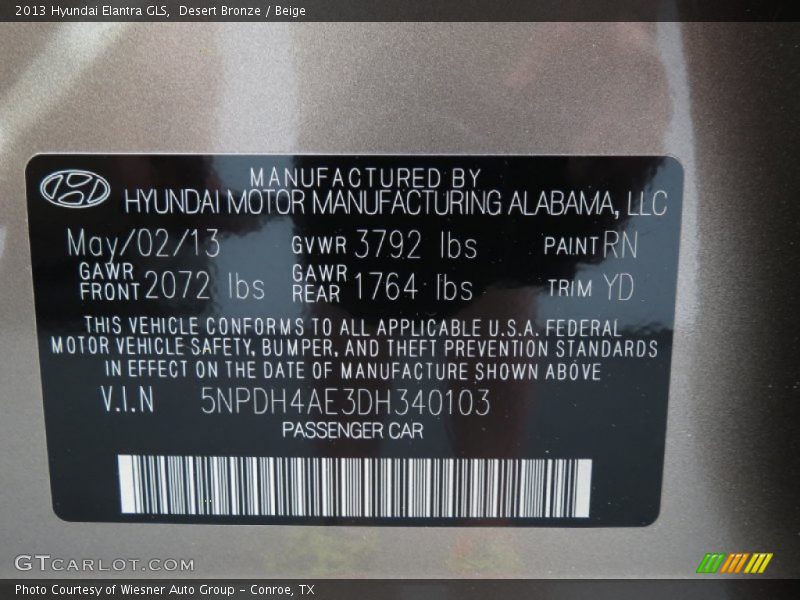 2013 Hyundai Elantra GLS,  Desert Bronze / Beige
MANUFACTURED BY
HYUNDAI MOTOR MANUFACTURING ALABAMA, LLC
May/02/13 GVWR 3792 lbs PAINT RN
GAWR FRONT 2072 lbs GAWR REAR 1764 lbs TRIM YD
THIS VEHICLE CONFORMS TO ALL APPLICABLE U.S.A. FEDERAL
MOTOR VEHICLE SAFETY, BUMPER, AND THEFT PREVENTION STANDARDS
IN EFFECT ON THE DATE OF MANUFACTURE SHOWN ABOVE
V.I.N 5NPDH4AE3DH340103
PASSENGER CAR
GTCARLOT.COM
Photo Courtesy of Wiesner Auto Group - Conroe, TX